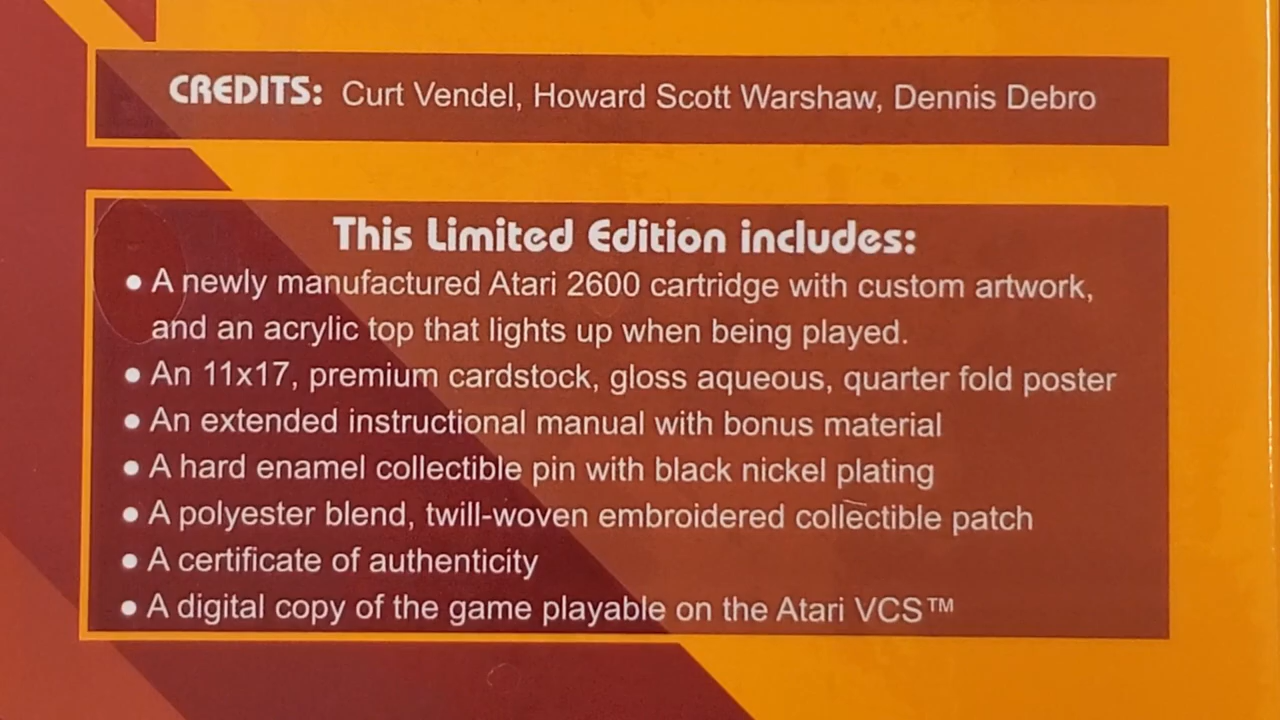 CREDITS: Curt Vendel, Howard Scott Warshaw, Dennis Debro
This Limited Edition includes:
• A newly manufactured Atari 2600 cartridge with custom artwork,
and an acrylic top that lights up when being played.
• An 11x17, premium cardstock, gloss aqueous, quarter fold poster
• An extended instructional manual with bonus material
• A hard enamel collectible pin with black nickel plating
• A polyester blend, twill-woven embroidered collectible patch
• A certificate of authenticity
• A digital copy of the game playable on the Atari VCS™